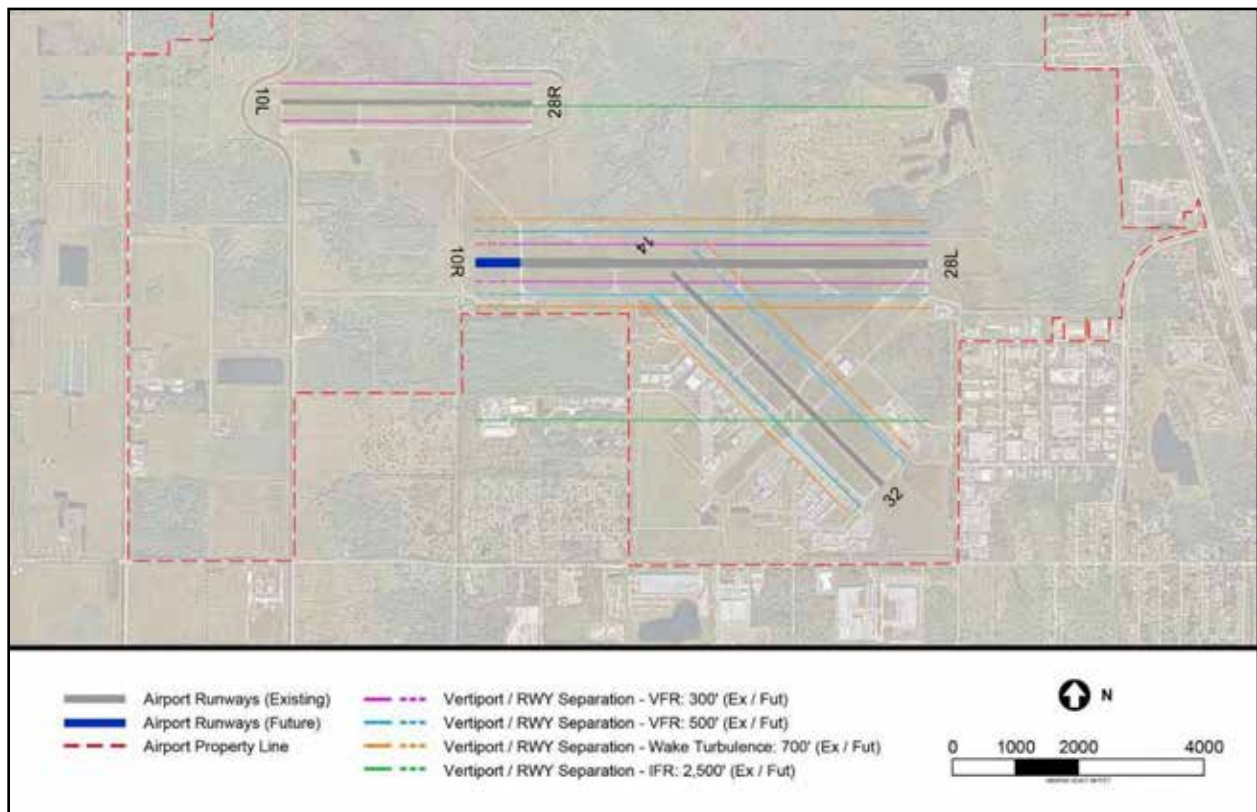 10L
28R
14
10R
28L
32
Airport Runways (Existing)
Airport Runways (Future)
Airport Property Line
Vertiport / RWY Separation - VFR: 300' (Ex / Fut)
Vertiport / RWY Separation - VFR: 500' (Ex / Fut)
Vertiport / RWY Separation - Wake Turbulence: 700' (Ex / Fut)
Vertiport / RWY Separation - IFR: 2,500' (Ex / Fut)
N
0 1000 2000 4000